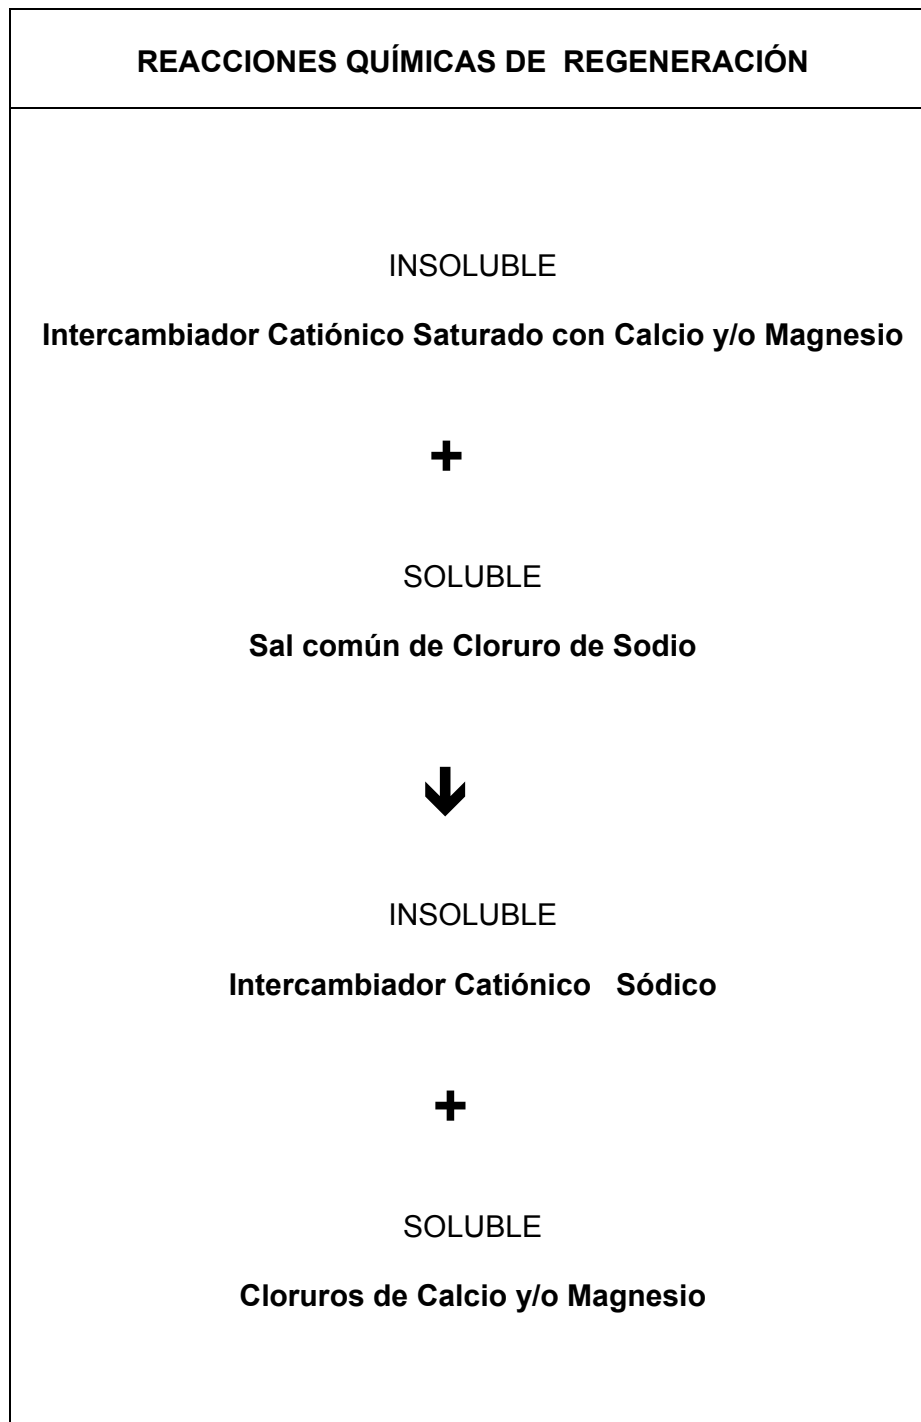 REACCIONES QUÍMICAS DE REGENERACIÓN
INSOLUBLE
Intercambiador Catiónico Saturado con Calcio y/o Magnesio
+
SOLUBLE
Sal común de Cloruro de Sodio
↓
INSOLUBLE
Intercambiador Catiónico Sódico
+
SOLUBLE
Cloruros de Calcio y/o Magnesio